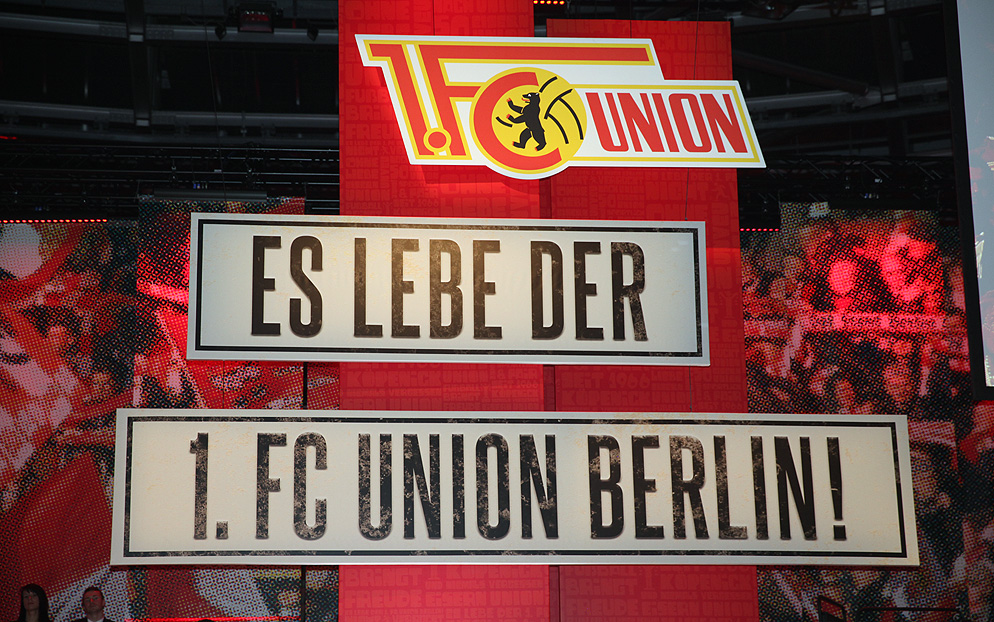 1.FC UNION
ES LEBE DER
1. FC UNION BERLIN!